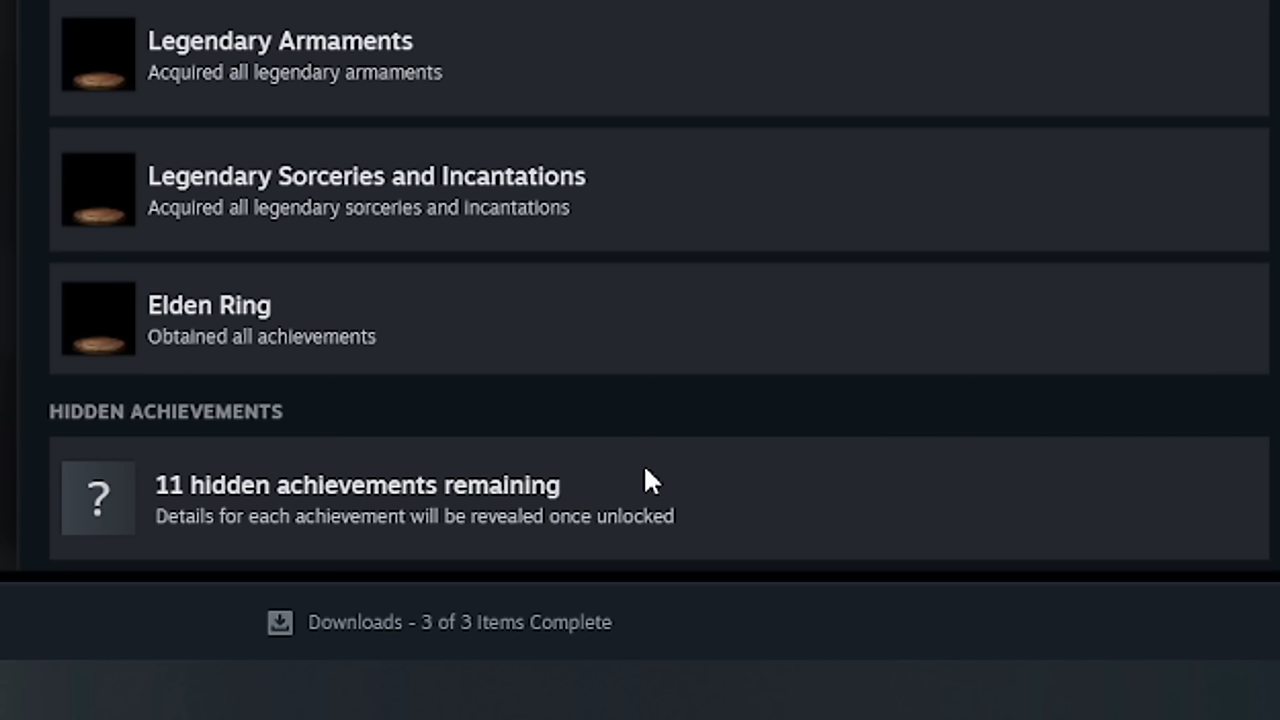 Legendary Armaments
Acquired all legendary armaments
Legendary Sorceries and Incantations
Acquired all legendary sorceries and incantations
Elden Ring
Obtained all achievements
HIDDEN ACHIEVEMENTS
?
11 hidden achievements remaining
Details for each achievement will be revealed once unlocked
Downloads - 3 of 3 Items Complete